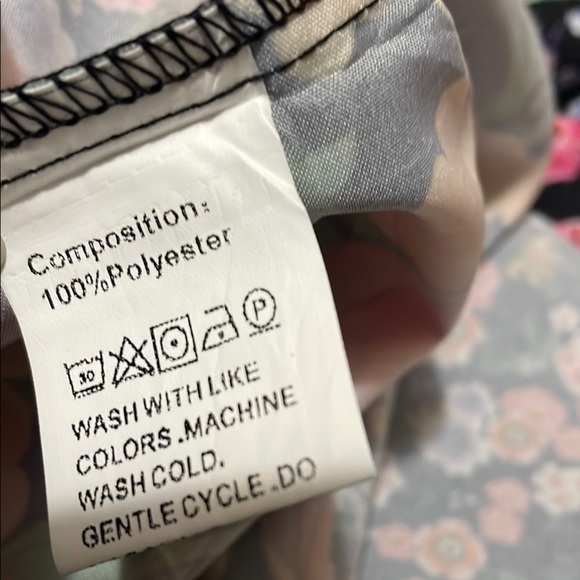 Composition:
100%Polyester
30 P
WASH WITH LIKE
COLORS.MACHINE
WASH COLD.
GENTLE CYCLE.DO